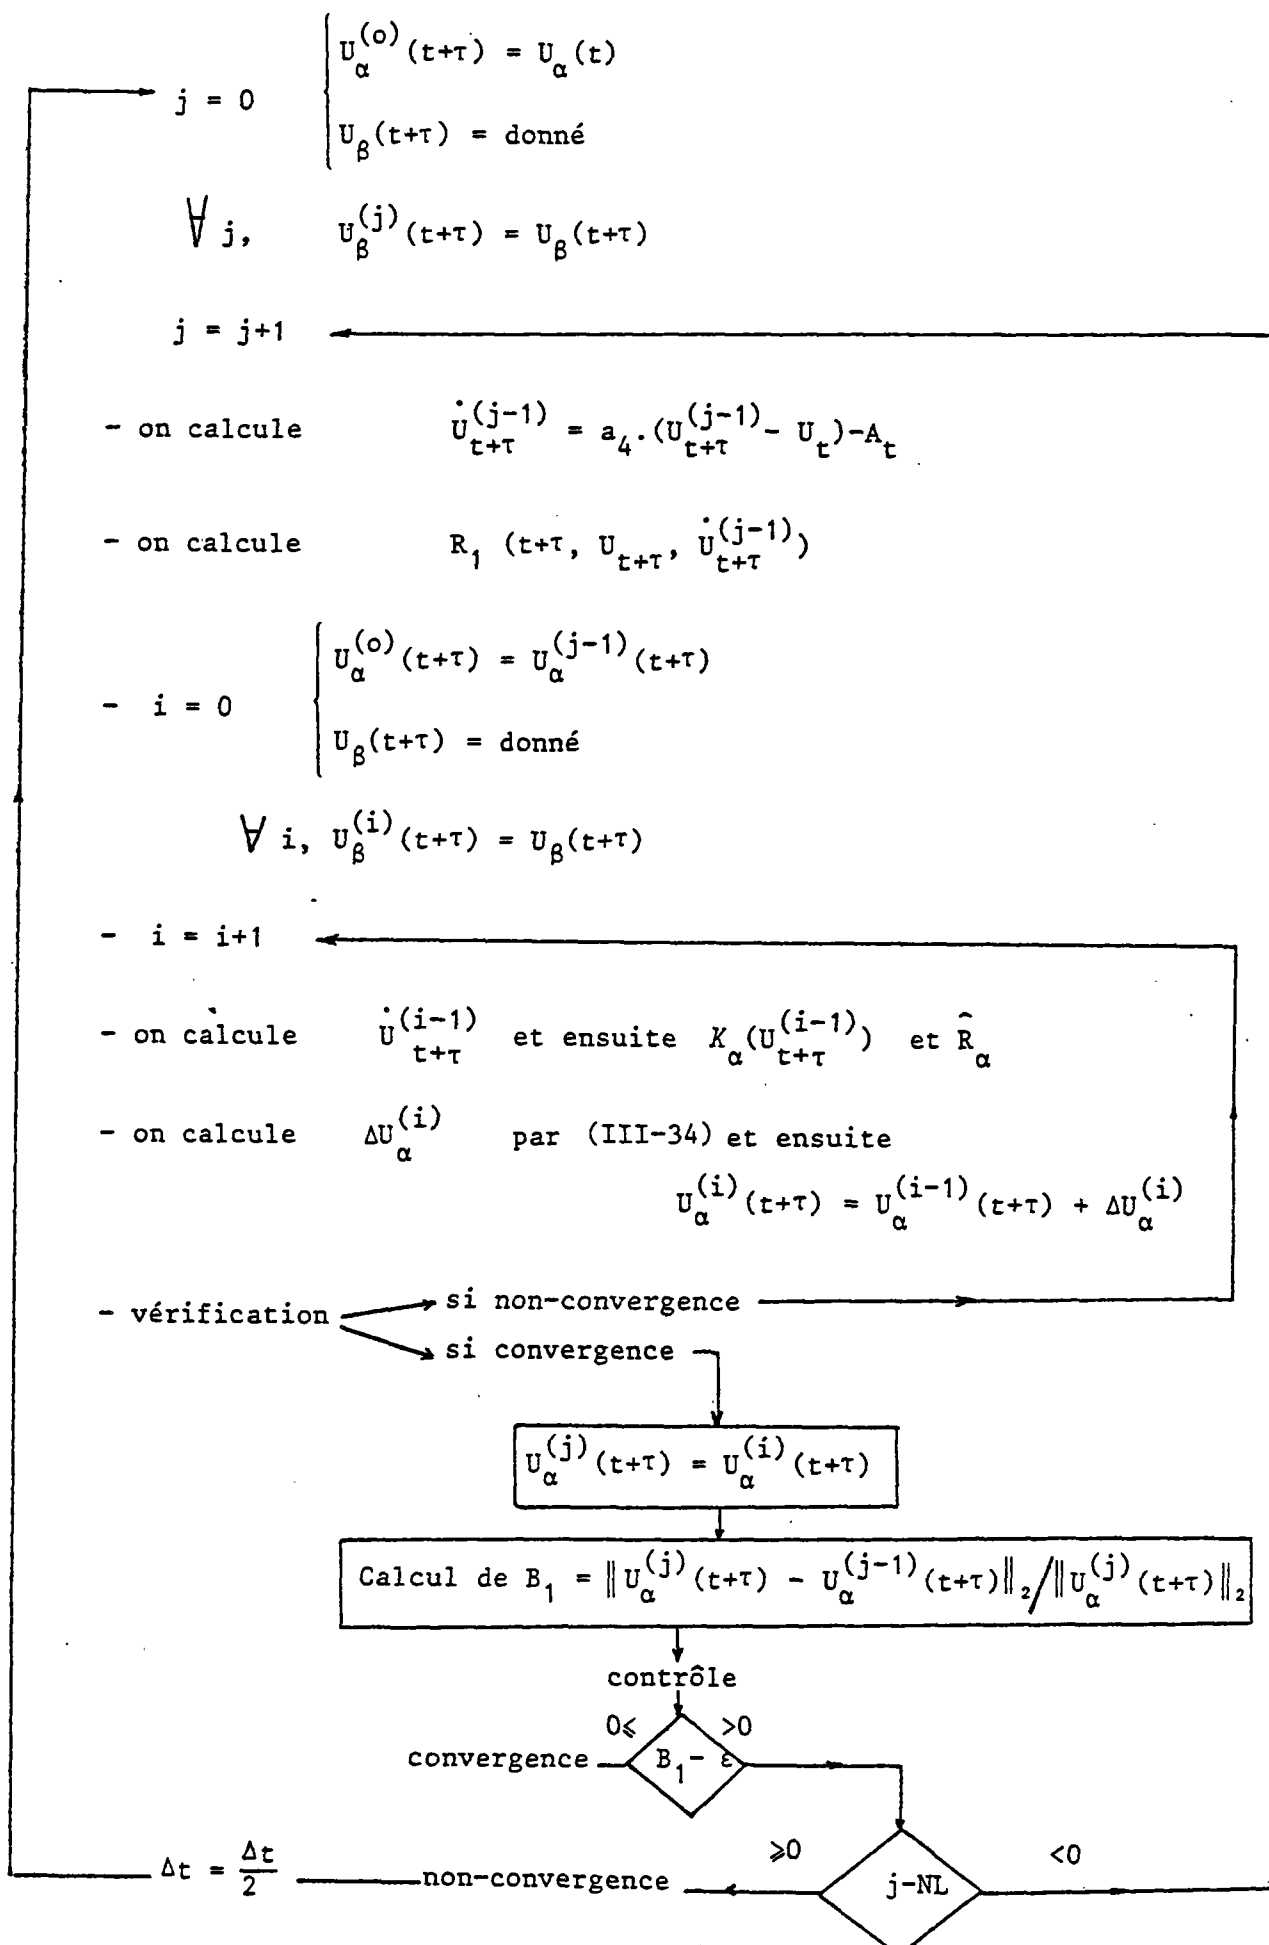 U_α^(o)(t+τ) = U_α(t)
j = 0
U_β(t+τ) = donné
∀ j, U_β^(j)(t+τ) = U_β(t+τ)
j = j+1
- on calcule U̇_{t+τ}^(j-1) = a_4.(U_{t+τ}^(j-1) - U_t)-A_t
- on calcule R_1 (t+τ, U_{t+τ}, U̇_{t+τ}^(j-1))
U_α^(o)(t+τ) = U_α^(j-1)(t+τ)
- i = 0
U_β(t+τ) = donné
∀ i, U_β^(i)(t+τ) = U_β(t+τ)
- i = i+1
- on calcule U̇_{t+τ}^(i-1) et ensuite K_α(U_{t+τ}^(i-1)) et R̂_α
- on calcule ΔU_α^(i) par (III-34) et ensuite
U_α^(i)(t+τ) = U_α^(i-1)(t+τ) + ΔU_α^(i)
- vérification si non-convergence
si convergence
U_α^(j)(t+τ) = U_α^(i)(t+τ)
Calcul de B_1 = ‖U_α^(j)(t+τ) - U_α^(j-1)(t+τ)‖_2/‖U_α^(j)(t+τ)‖_2
contrôle
0⩽ >0
convergence B_1- ε
⩾0 <0
Δt = Δt/2 non-convergence j-NL